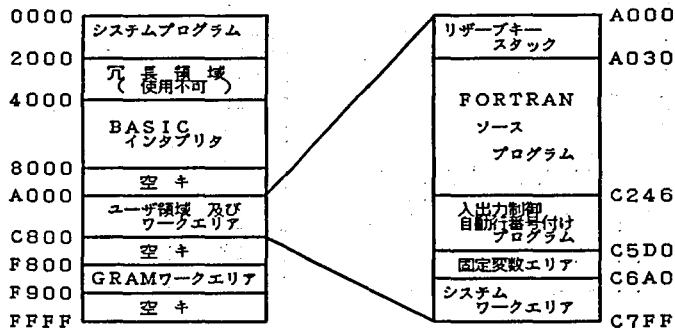 0000
システムプログラム
2000
冗長領域
（使用不可）
4000
BASIC
インタプリタ
8000
空キ
A000
ユーザ領域 及び
ワークエリア
C800
空キ
F800
GRAMワークエリア
F900
空キ
FFFF
A000
リザーブキー
スタック
A030
FORTRAN
ソース
プログラム
C246
入出力制御
自動行番号付け
プログラム
C5D0
固定変数エリア
C6A0
システム
ワークエリア
C7FF